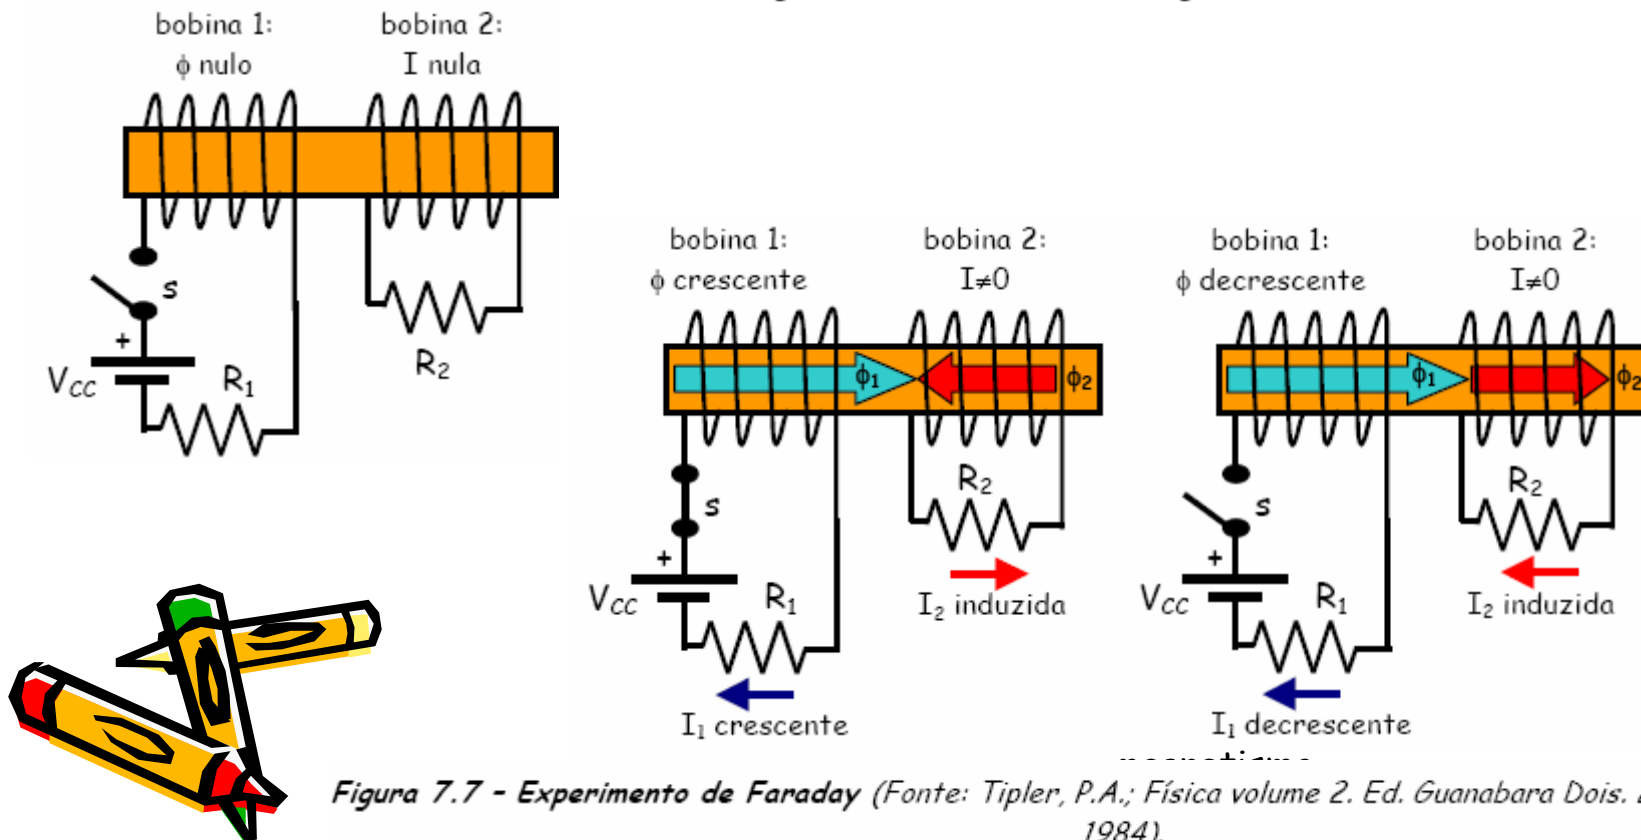 bobina 1:
ϕ nulo
bobina 2:
I nula
s
+
V_CC
R₁
R₂
bobina 1:
ϕ crescente
bobina 2:
I≠0
ϕ₁
ϕ₂
R₂
s
+
V_CC
R₁
I₂ induzida
I₁ crescente
bobina 1:
ϕ decrescente
bobina 2:
I≠0
ϕ₁
ϕ₂
R₂
s
+
V_CC
R₁
I₂ induzida
I₁ decrescente
Figura 7.7 - Experimento de Faraday (Fonte: Tipler, P.A.; Física volume 2. Ed. Guanabara Dois.
1984).